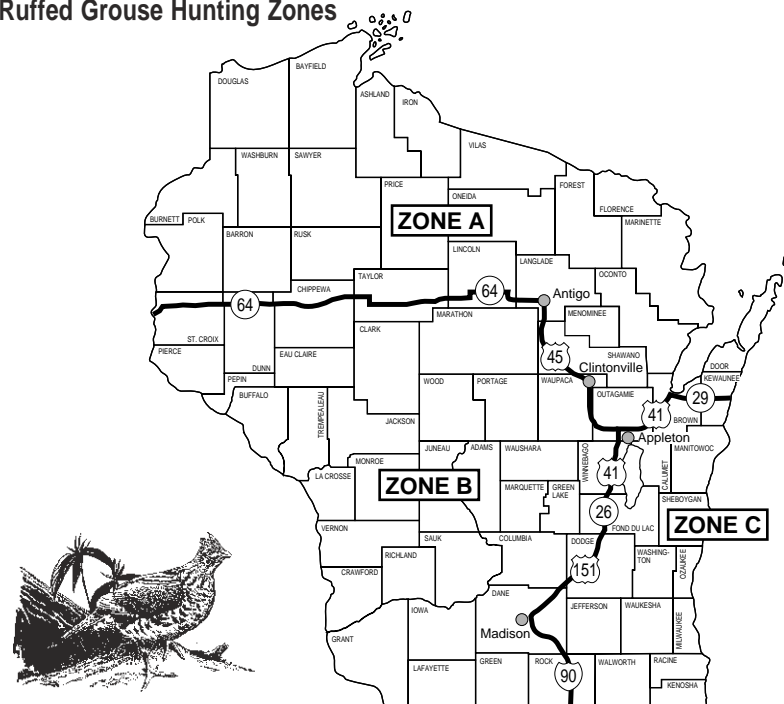 Ruffed Grouse Hunting Zones
BAYFIELD
DOUGLAS
ASHLAND
IRON
VILAS
WASHBURN
SAWYER
PRICE
ONEIDA
FOREST
FLORENCE
MARINETTE
BURNETT
POLK
BARRON
RUSK
ZONE A
LINCOLN
LANGLADE
OCONTO
TAYLOR
CHIPPEWA
64
64
Antigo
MARATHON
MENOMINEE
CLARK
ST. CROIX
PIERCE
DUNN
EAU CLAIRE
45
SHAWANO
Clintonville
DOOR
KEWAUNEE
PEPIN
BUFFALO
TREMPEALEAU
WOOD
PORTAGE
WAUPACA
OUTAGAMIE
29
41
BROWN
JACKSON
Appleton
MANITOWOC
MONROE
JUNEAU
ADAMS
WAUSHARA
WINNEBAGO
CALUMET
LA CROSSE
ZONE B
MARQUETTE
GREEN
LAKE
41
SHEBOYGAN
26
FOND DU LAC
ZONE C
VERNON
SAUK
COLUMBIA
DODGE
WASHING-
TON
OZAUKEE
RICHLAND
CRAWFORD
151
DANE
IOWA
JEFFERSON
WAUKESHA
MILWAUKEE
Madison
GRANT
LAFAYETTE
GREEN
ROCK
90
WALWORTH
RACINE
KENOSHA